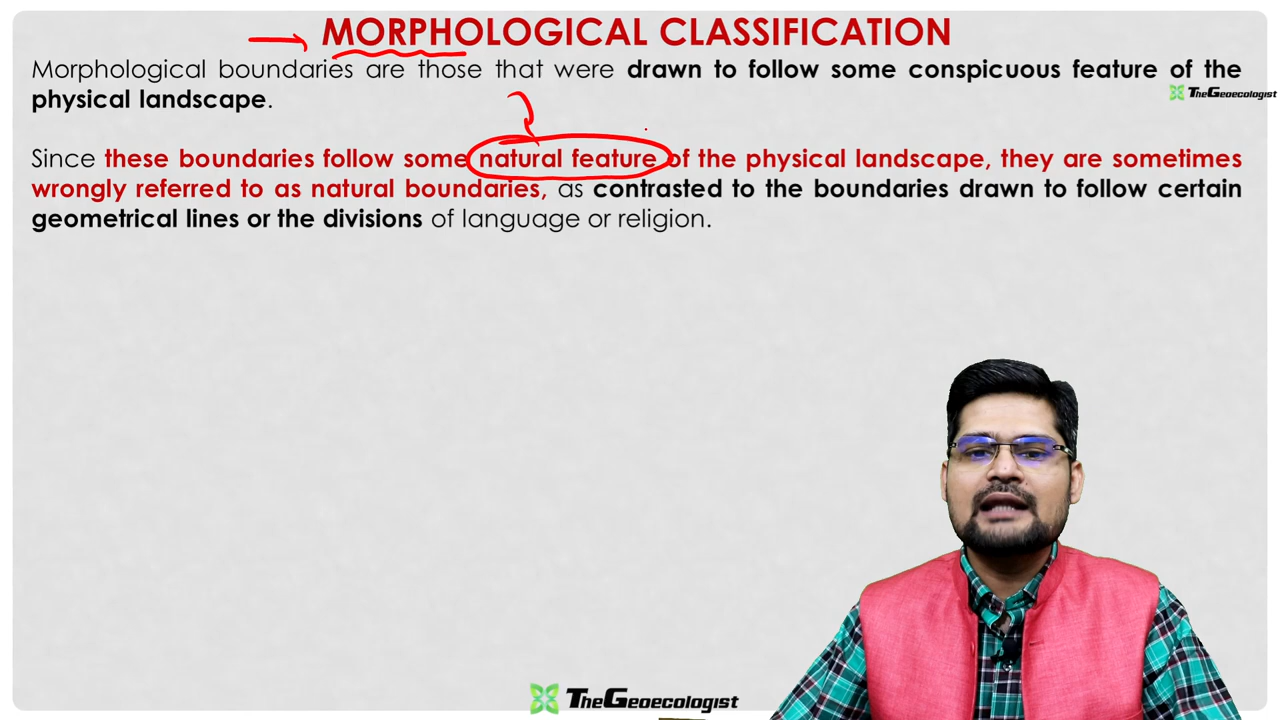 MORPHOLOGICAL CLASSIFICATION
Morphological boundaries are those that were drawn to follow some conspicuous feature of the
physical landscape.
TheGeoecologist
Since these boundaries follow some natural feature of the physical landscape, they are sometimes
wrongly referred to as natural boundaries, as contrasted to the boundaries drawn to follow certain
geometrical lines or the divisions of language or religion.
TheGeoecologist